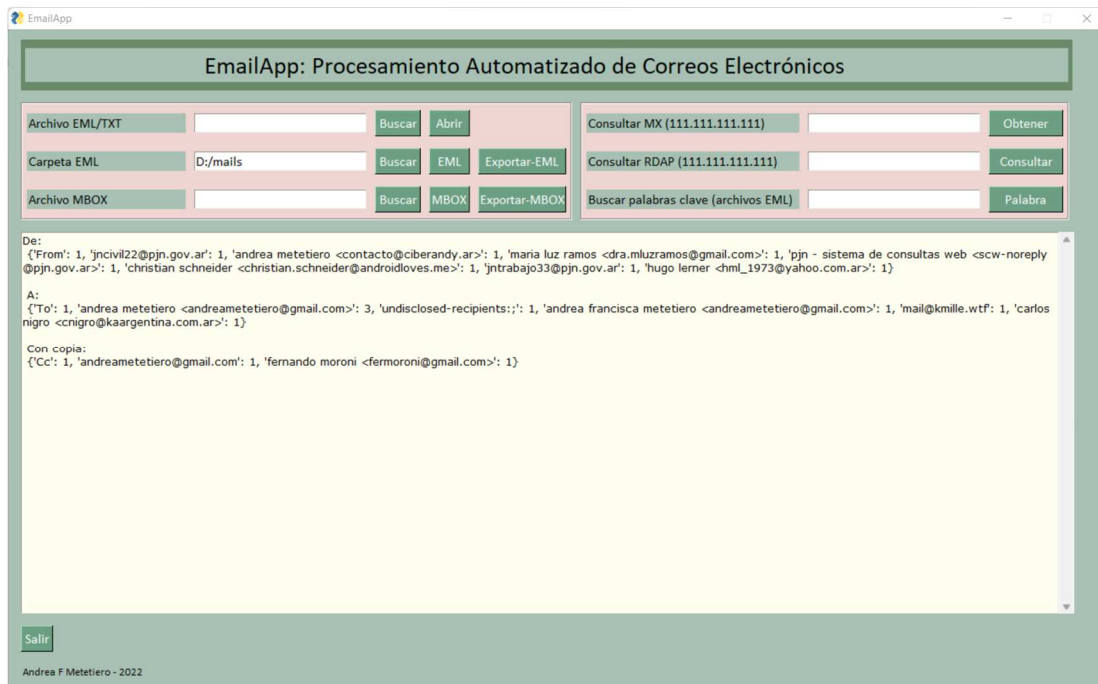 EmailApp
EmailApp: Procesamiento Automatizado de Correos Electrónicos
Archivo EML/TXT Buscar Abrir
Consultar MX (111.111.111.111) Obtener
Carpeta EML D:/mails Buscar EML Exportar-EML
Consultar RDAP (111.111.111.111) Consultar
Archivo MBOX Buscar MBOX Exportar-MBOX
Buscar palabras clave (archivos EML) Palabra
De:
{'From': 1, 'jncivil22@pjn.gov.ar': 1, 'andrea metetiero <contacto@ciberandy.ar>': 1, 'maria luz ramos <dra.mluzramos@gmail.com>': 1, 'pjn - sistema de consultas web <scw-noreply
@pjn.gov.ar>': 1, 'christian schneider <christian.schneider@androidloves.me>': 1, 'jntrabajo33@pjn.gov.ar': 1, 'hugo lerner <hml_1973@yahoo.com.ar>': 1}
A:
{'To': 1, 'andrea metetiero <andreametetiero@gmail.com>': 3, 'undisclosed-recipients:;': 1, 'andrea francisca metetiero <andreametetiero@gmail.com>': 1, 'mail@kmille.wtf': 1, 'carlos
nigro <cnigro@kaargentina.com.ar>': 1}
Con copia:
{'Cc': 1, 'andreametetiero@gmail.com': 1, 'fernando moroni <fermoroni@gmail.com>': 1}
Salir
Andrea F Metetiero - 2022